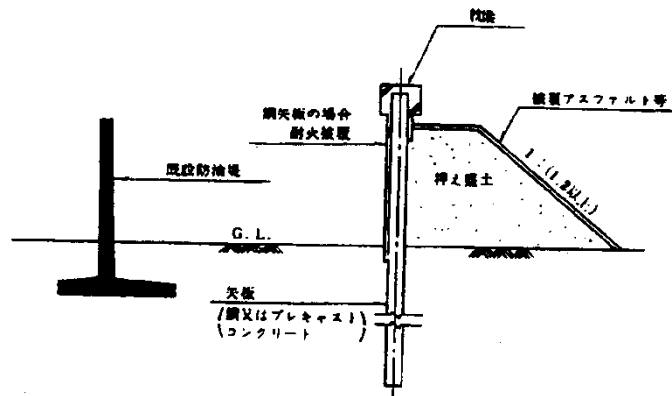 枕梁
鋼矢板の場合
耐火被覆
被覆アスファルト等
既設防油堤
1:(1.2以上)
押え盛土
G.L.
矢板
(鋼又はプレキャスト
コンクリート)